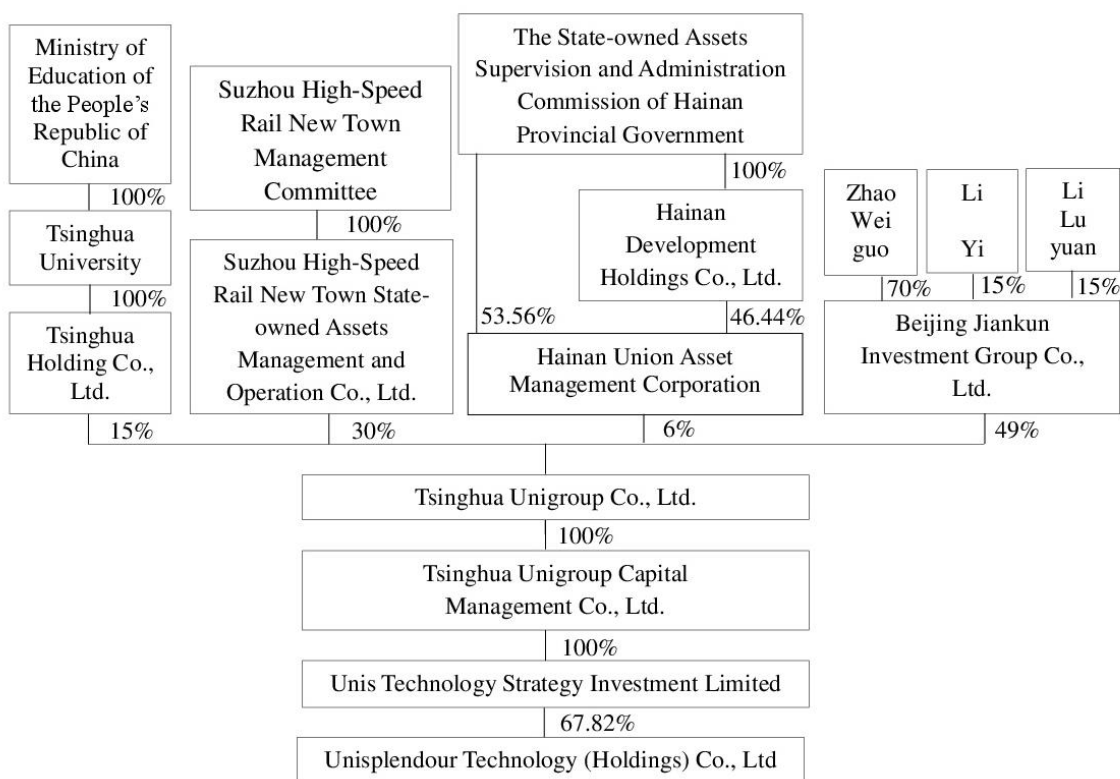 Ministry of
Education of
the People's
Republic of
China
Suzhou High-Speed
Rail New Town
Management
Committee
The State-owned Assets
Supervision and Administration
Commission of Hainan
Provincial Government
100%
100%
100%
Tsinghua
University
Hainan
Development
Holdings Co., Ltd.
Zhao
Wei
guo
Li
Yi
Li
Lu
yuan
100%
53.56%
46.44%
70%
15%
15%
Tsinghua
Holding Co.,
Ltd.
Suzhou High-Speed
Rail New Town State-
owned Assets
Management and
Operation Co., Ltd.
Hainan Union Asset
Management Corporation
Beijing Jiankun
Investment Group Co.,
Ltd.
15%
30%
6%
49%
Tsinghua Unigroup Co., Ltd.
100%
Tsinghua Unigroup Capital
Management Co., Ltd.
100%
Unis Technology Strategy Investment Limited
67.82%
Unisplendour Technology (Holdings) Co., Ltd